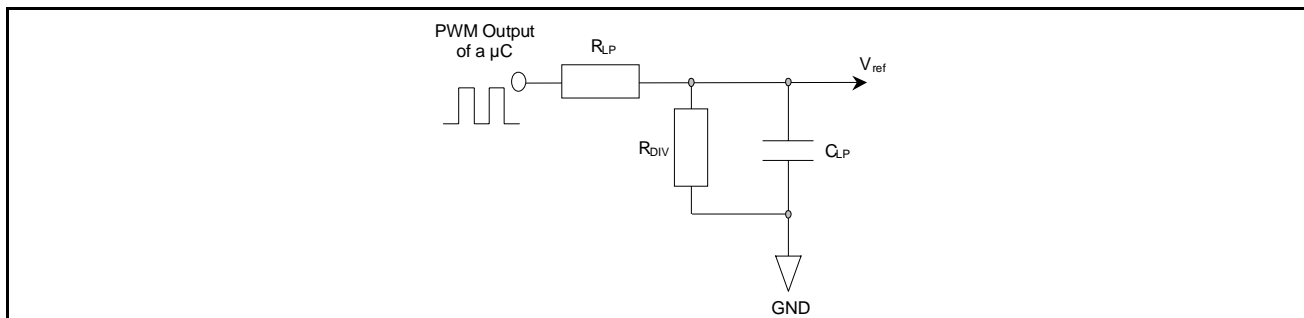 PWM Output
of a µC
RLP
Vref
RDIV
CLP
GND